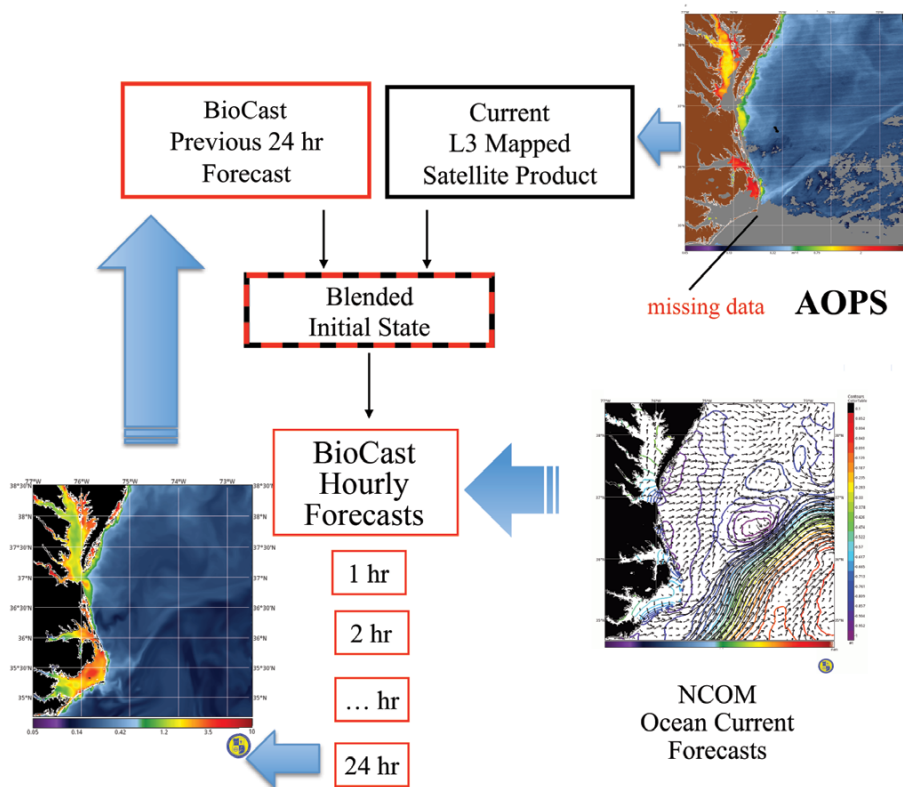 BioCast
Previous 24 hr
Forecast
Current
L3 Mapped
Satellite Product
missing data
AOPS
Blended
Initial State
BioCast
Hourly
Forecasts
1 hr
2 hr
... hr
24 hr
77°W 76°W 75°W 74°W 73°W
38°30'N
38°N
37°30'N
37°N
36°30'N
36°N
35°30'N
35°N
0.05 0.14 0.42 1.2 3.5 10
NCOM
Ocean Current
Forecasts